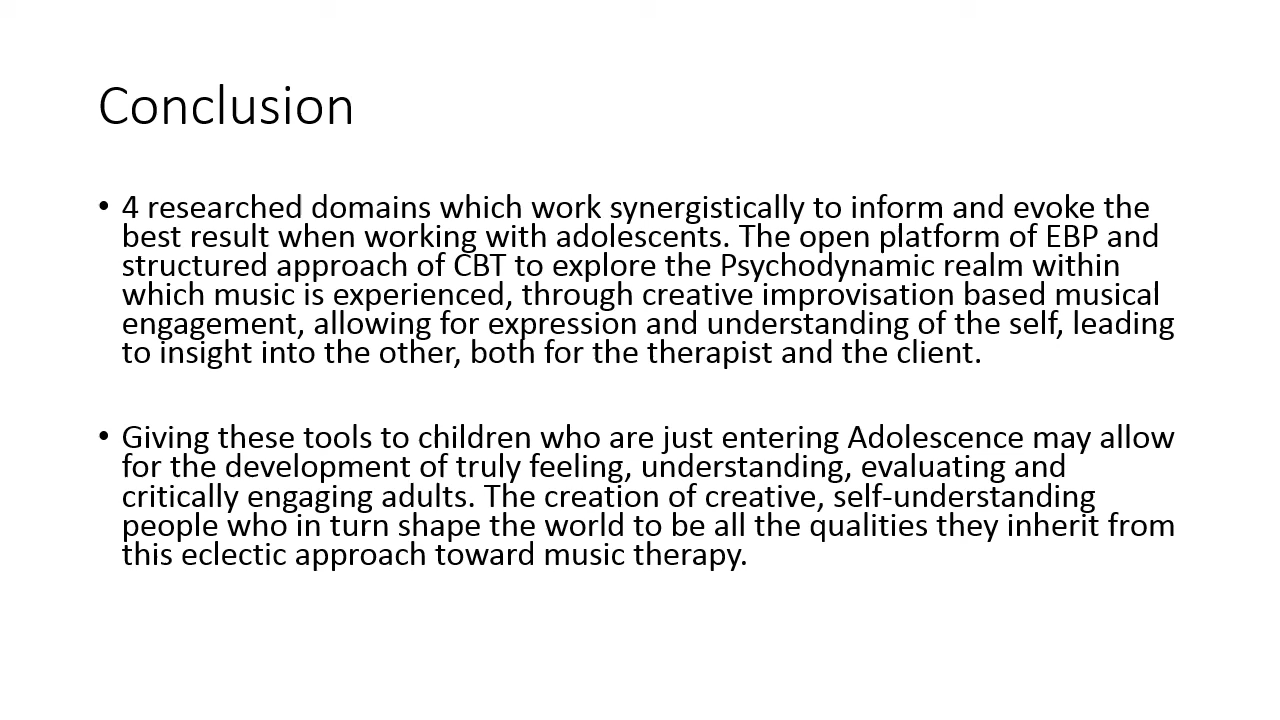 Conclusion
• 4 researched domains which work synergistically to inform and evoke the
best result when working with adolescents. The open platform of EBP and
structured approach of CBT to explore the Psychodynamic realm within
which music is experienced, through creative improvisation based musical
engagement, allowing for expression and understanding of the self, leading
to insight into the other, both for the therapist and the client.
• Giving these tools to children who are just entering Adolescence may allow
for the development of truly feeling, understanding, evaluating and
critically engaging adults. The creation of creative, self-understanding
people who in turn shape the world to be all the qualities they inherit from
this eclectic approach toward music therapy.